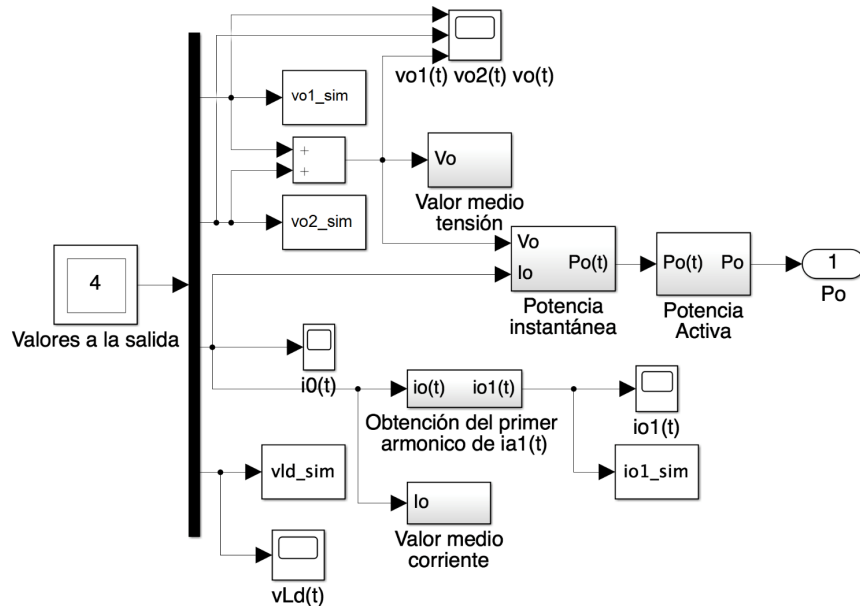 vo1(t) vo2(t) vo(t)
vo1_sim
+
+
Vo
Valor medio
tensión
vo2_sim
Vo
Io
Po(t)
Potencia
instantánea
Po(t)
Po
Potencia
Activa
1
Po
4
Valores a la salida
i0(t)
io(t)
io1(t)
Obtención del primer
armonico de ia1(t)
io1(t)
vld_sim
io1_sim
Io
Valor medio
corriente
vLd(t)